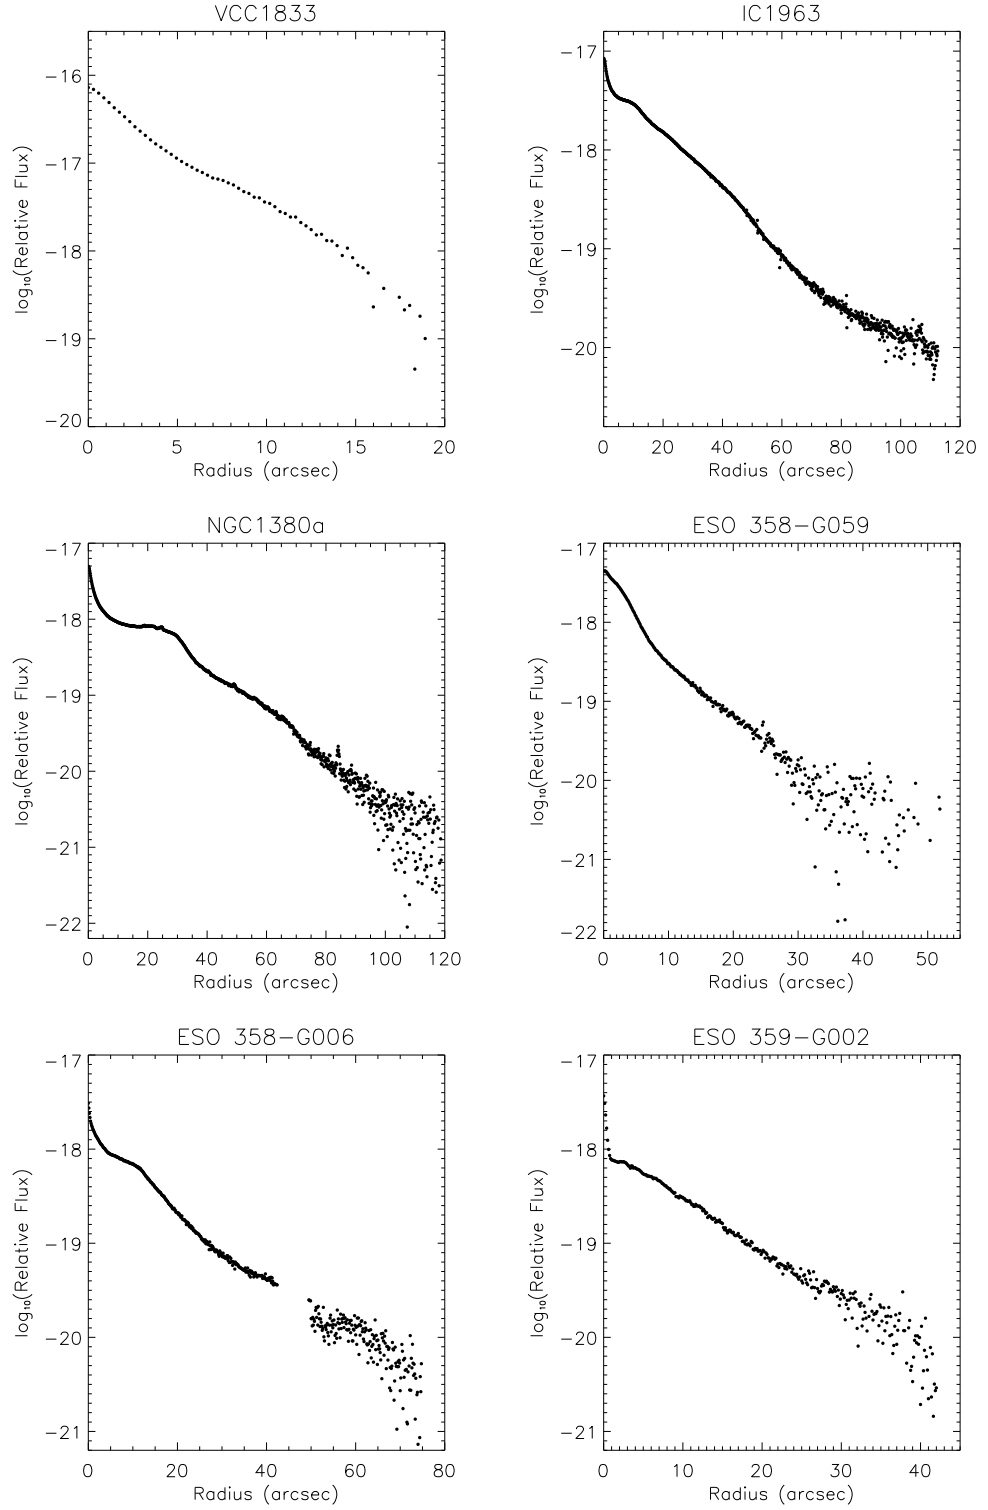 VCC1833
IC1963
−16
−17
−18
−19
−20
log₁₀(Relative Flux)
0 5 10 15 20
Radius (arcsec)
−17
−18
−19
−20
log₁₀(Relative Flux)
0 20 40 60 80 100 120
Radius (arcsec)
NGC1380a
ESO 358−G059
−17
−18
−19
−20
−21
−22
log₁₀(Relative Flux)
0 20 40 60 80 100 120
Radius (arcsec)
−17
−18
−19
−20
−21
−22
log₁₀(Relative Flux)
0 10 20 30 40 50
Radius (arcsec)
ESO 358−G006
ESO 359−G002
−17
−18
−19
−20
−21
log₁₀(Relative Flux)
0 20 40 60 80
Radius (arcsec)
−17
−18
−19
−20
−21
log₁₀(Relative Flux)
0 10 20 30 40
Radius (arcsec)